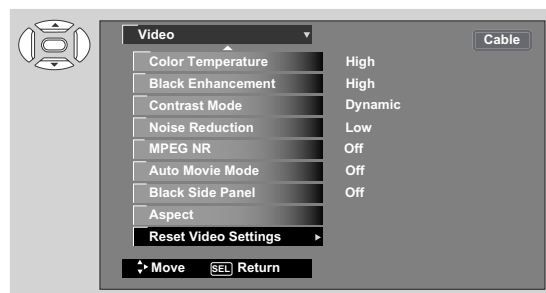 Video
Cable
Color Temperature High
Black Enhancement High
Contrast Mode Dynamic
Noise Reduction Low
MPEG NR Off
Auto Movie Mode Off
Black Side Panel Off
Aspect
Reset Video Settings
Move SEL Return